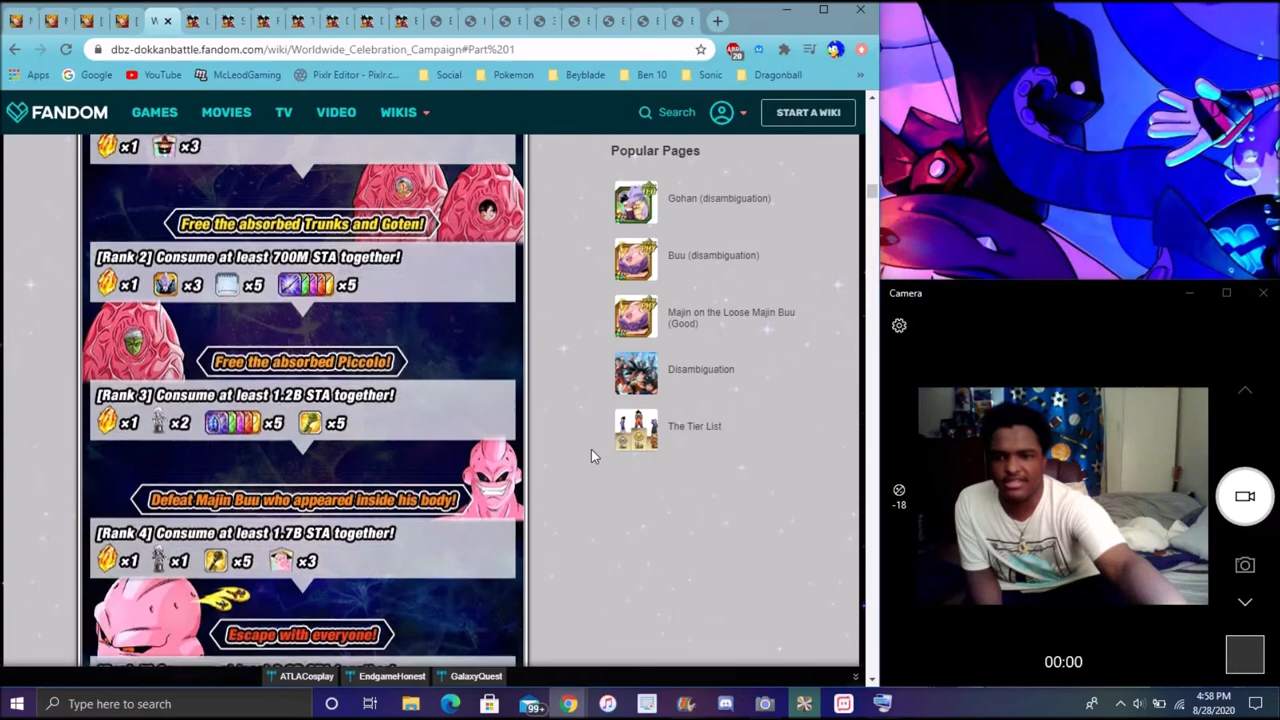 dbz-dokkanbattle.fandom.com/wiki/Worldwide_Celebration_Campaign#Part%201
20
Apps
Google
YouTube
McLeodGaming
Pixlr Editor - Pixlr.c...
Social
Pokemon
Beyblade
Ben 10
Sonic
Dragonball
FANDOM
GAMES
MOVIES
TV
VIDEO
WIKIS
Search
START A WIKI
x1
x3
Free the absorbed Trunks and Goten!
[Rank 2] Consume at least 700M STA together!
x1
x3
x5
x5
Free the absorbed Piccolo!
[Rank 3] Consume at least 1.2B STA together!
x1
x2
x5
x5
Defeat Majin Buu who appeared inside his body!
[Rank 4] Consume at least 1.7B STA together!
x1
x1
x5
x3
Escape with everyone!
Popular Pages
Gohan (disambiguation)
Buu (disambiguation)
Majin on the Loose Majin Buu
(Good)
Disambiguation
The Tier List
ATLACosplay
EndgameHonest
GalaxyQuest
Camera
-18
00:00
Type here to search
99+
4:58 PM
8/28/2020